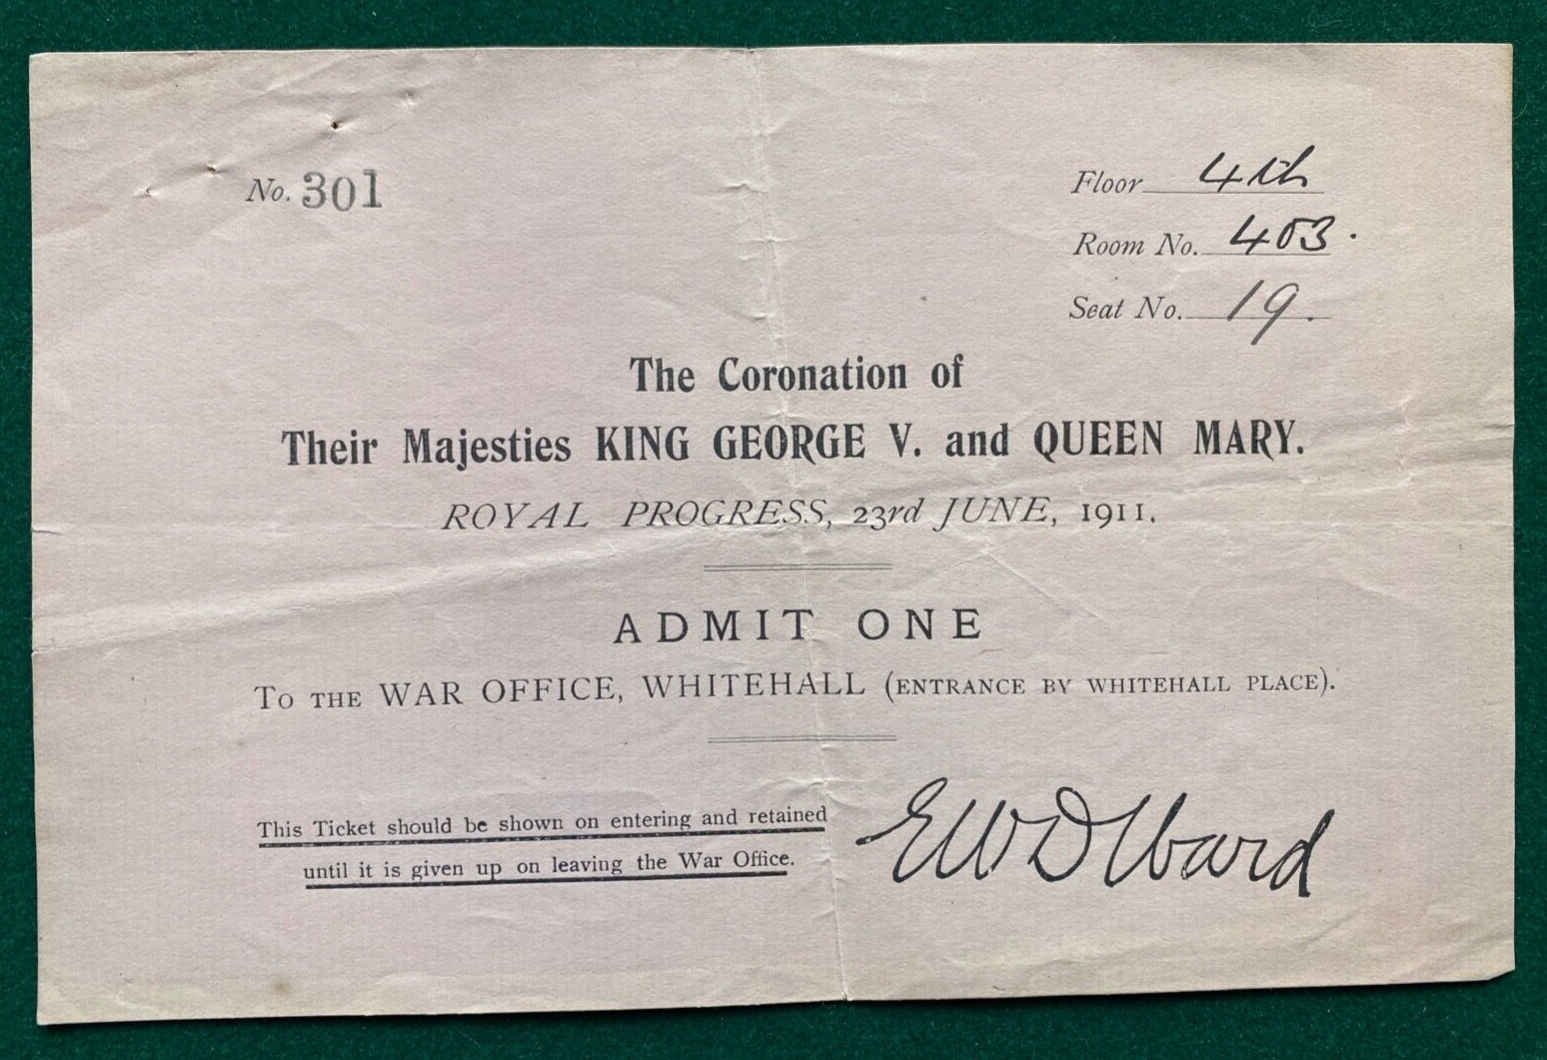 No. 301
Floor 4th
Room No. 403.
Seat No. 19.
The Coronation of
Their Majesties KING GEORGE V. and QUEEN MARY.
ROYAL PROGRESS, 23rd JUNE, 1911.
ADMIT ONE
TO THE WAR OFFICE, WHITEHALL (ENTRANCE BY WHITEHALL PLACE).
This Ticket should be shown on entering and retained
until it is given up on leaving the War Office.
EWDWard